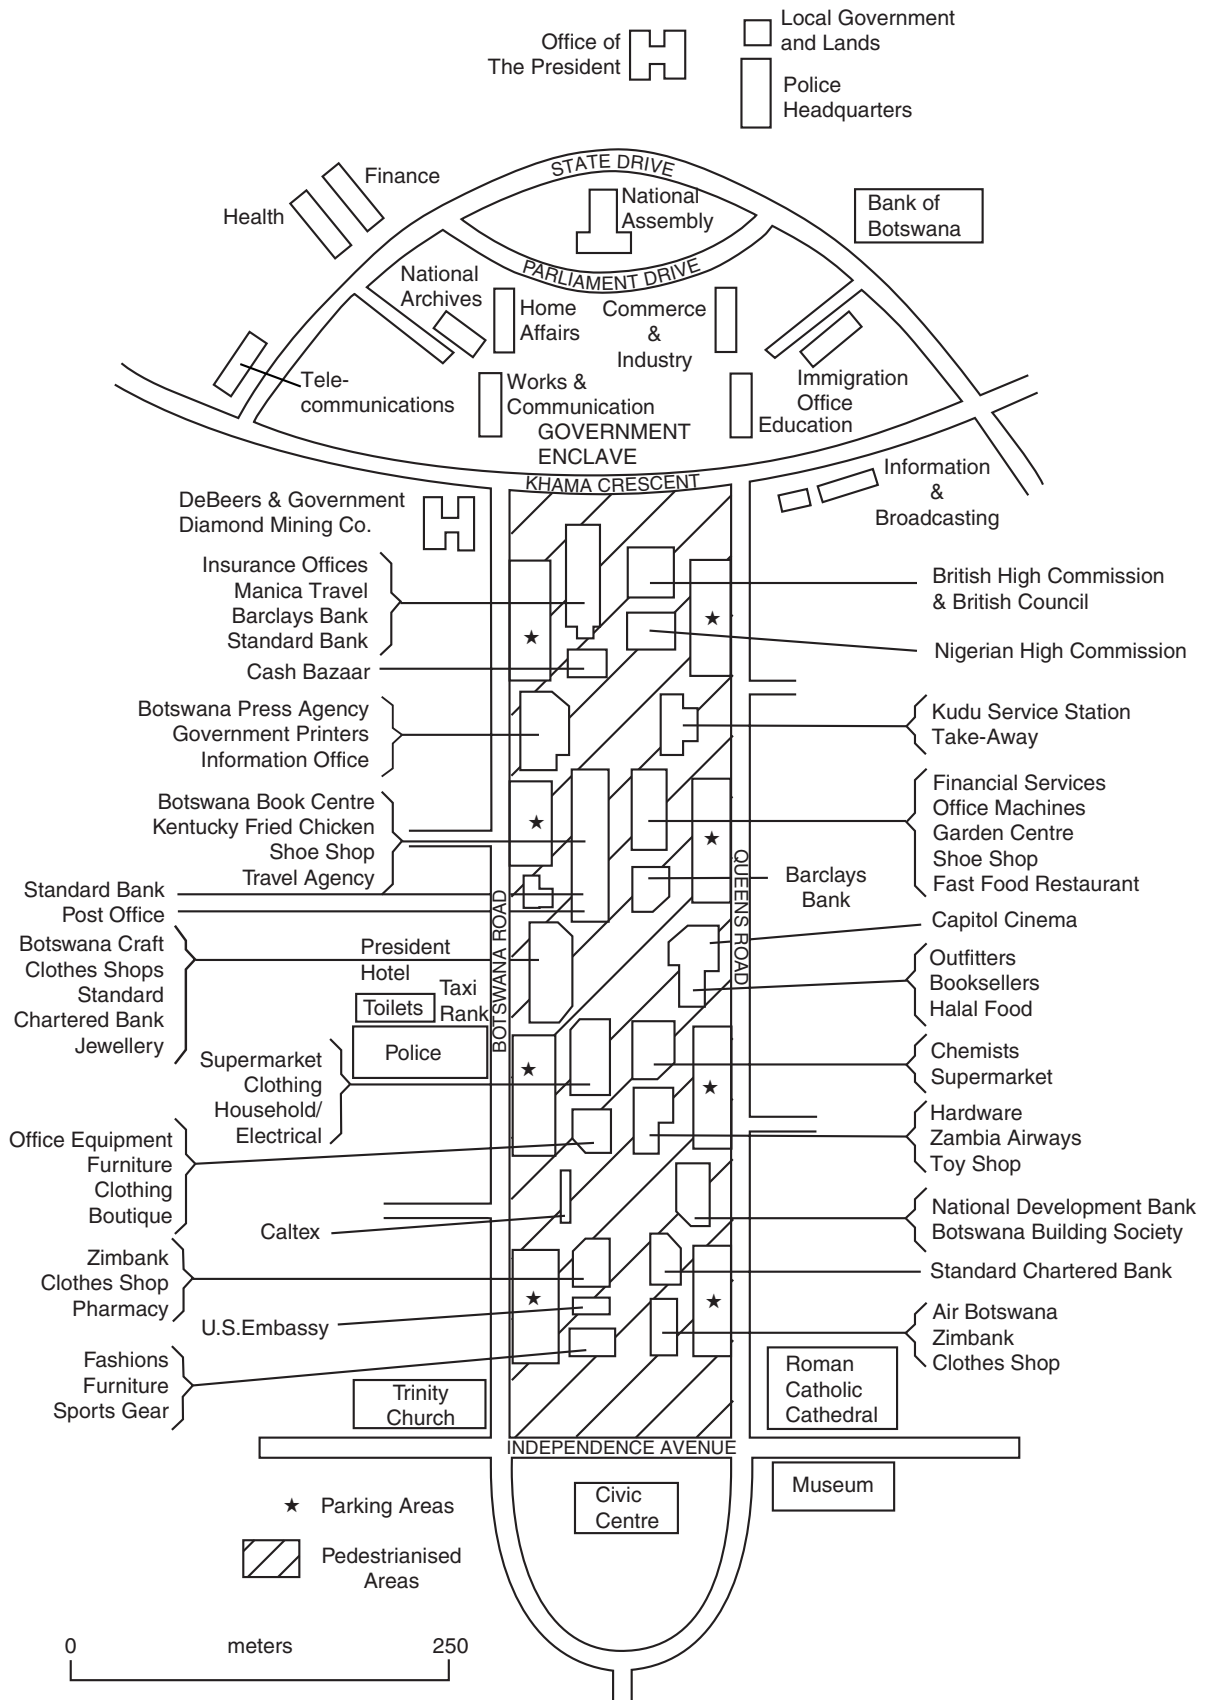 Office of
The President
Local Government
and Lands
Police
Headquarters
STATE DRIVE
Finance
Health
National
Assembly
Bank of
Botswana
PARLIAMENT DRIVE
National
Archives
Home
Affairs
Commerce
&
Industry
Tele-
communications
Works &
Communication
Immigration
Office
Education
GOVERNMENT
ENCLAVE
KHAMA CRESCENT
Information
&
Broadcasting
DeBeers & Government
Diamond Mining Co.
Insurance Offices
Manica Travel
Barclays Bank
Standard Bank
Cash Bazaar
British High Commission
& British Council
Nigerian High Commission
Botswana Press Agency
Government Printers
Information Office
Kudu Service Station
Take-Away
Botswana Book Centre
Kentucky Fried Chicken
Shoe Shop
Travel Agency
Financial Services
Office Machines
Garden Centre
Shoe Shop
Fast Food Restaurant
Standard Bank
Post Office
Barclays
Bank
QUEENS ROAD
BOTSWANA ROAD
Capitol Cinema
Botswana Craft
Clothes Shops
Standard
Chartered Bank
Jewellery
President
Hotel
Toilets
Taxi
Rank
Police
Outfitters
Booksellers
Halal Food
Supermarket
Clothing
Household/
Electrical
Chemists
Supermarket
Office Equipment
Furniture
Clothing
Boutique
Hardware
Zambia Airways
Toy Shop
Caltex
National Development Bank
Botswana Building Society
Zimbank
Clothes Shop
Pharmacy
Standard Chartered Bank
U.S.Embassy
Air Botswana
Zimbank
Clothes Shop
Fashions
Furniture
Sports Gear
Trinity
Church
Roman
Catholic
Cathedral
INDEPENDENCE AVENUE
Civic
Centre
Museum
★ Parking Areas
Pedestrianised
Areas
0 meters 250